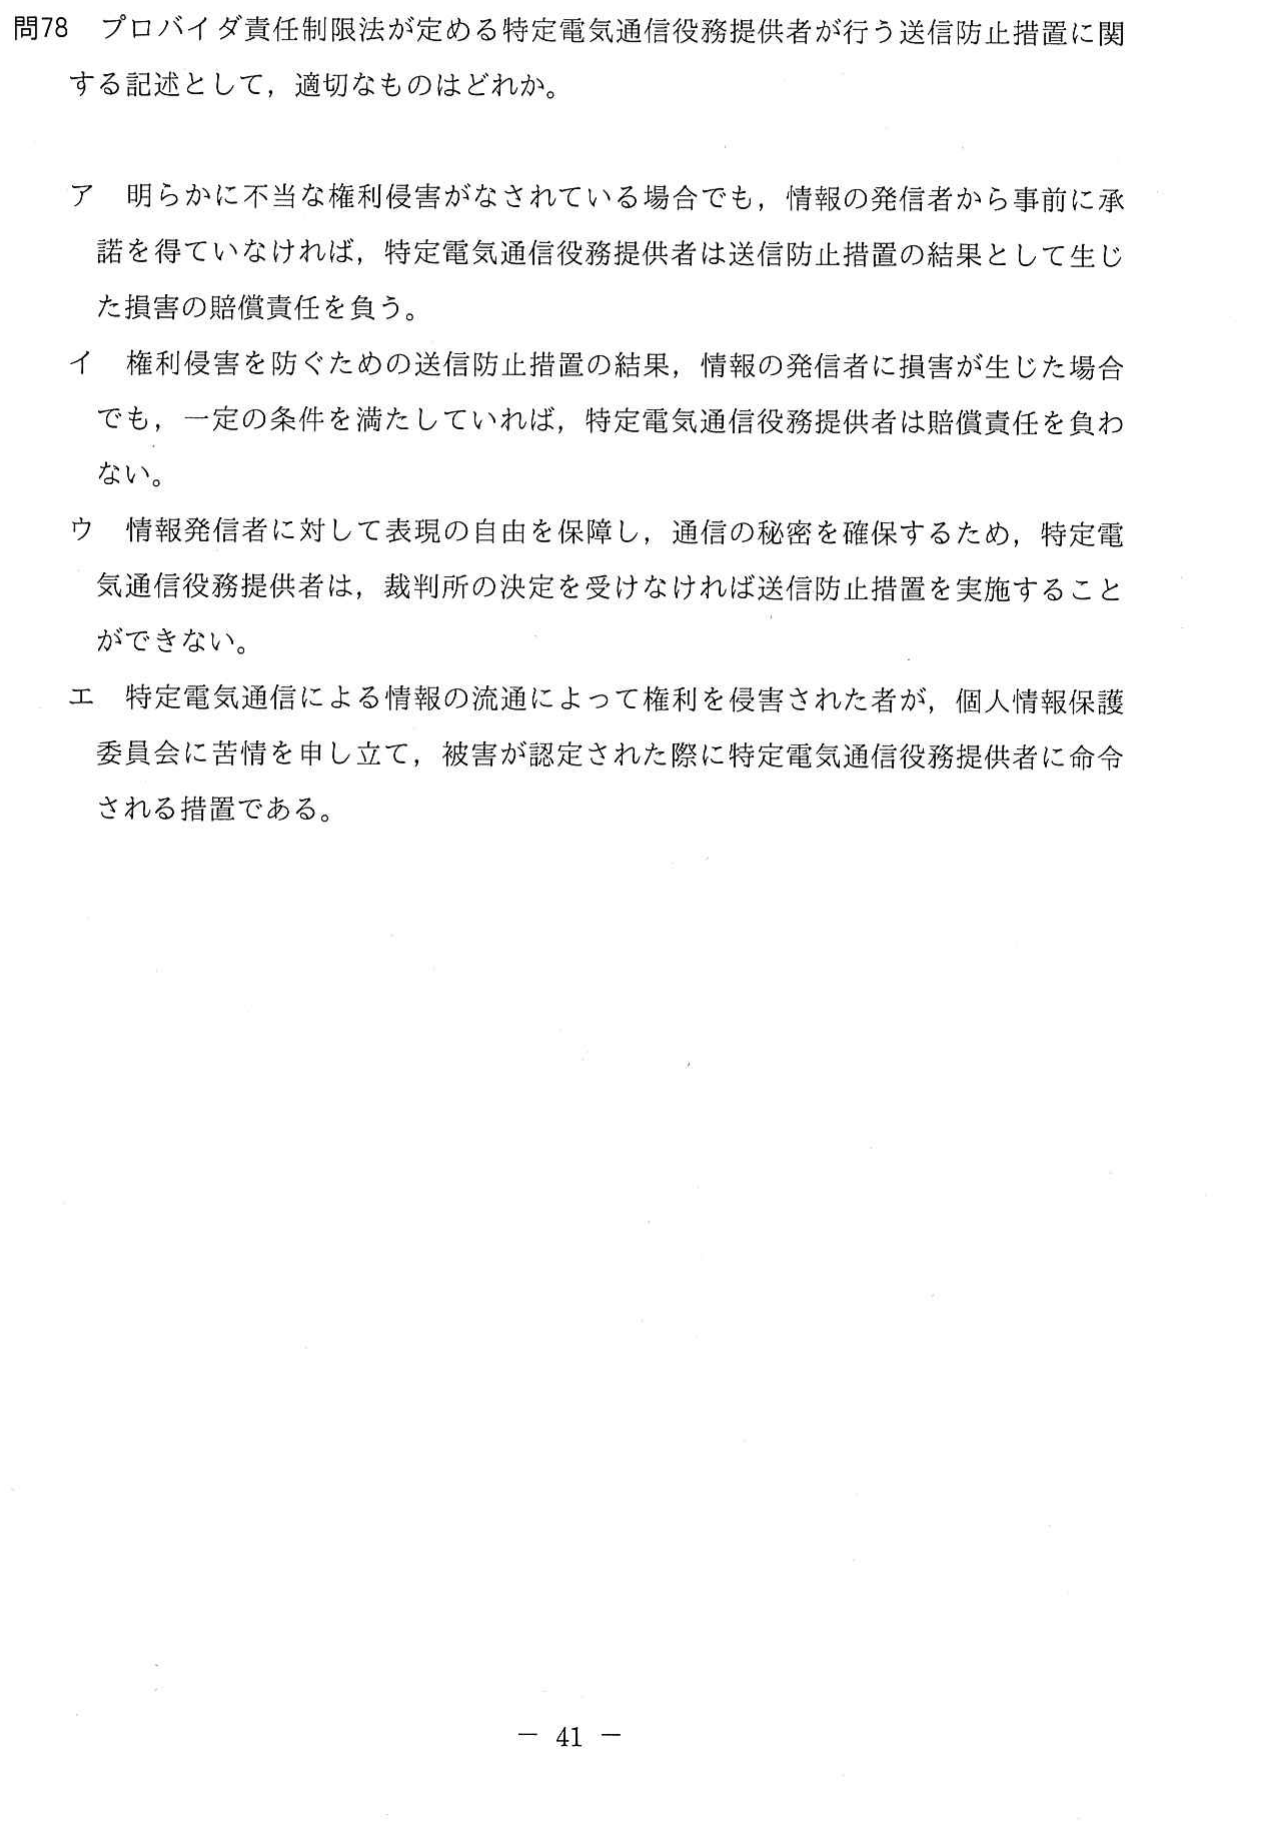 問78　プロバイダ責任制限法が定める特定電気通信役務提供者が行う送信防止措置に関
する記述として，適切なものはどれか。
ア　明らかに不当な権利侵害がなされている場合でも，情報の発信者から事前に承
諾を得ていなければ，特定電気通信役務提供者は送信防止措置の結果として生じ
た損害の賠償責任を負う。
イ　権利侵害を防ぐための送信防止措置の結果，情報の発信者に損害が生じた場合
でも，一定の条件を満たしていれば，特定電気通信役務提供者は賠償責任を負わ
ない。
ウ　情報発信者に対して表現の自由を保障し，通信の秘密を確保するため，特定電
気通信役務提供者は，裁判所の決定を受けなければ送信防止措置を実施すること
ができない。
エ　特定電気通信による情報の流通によって権利を侵害された者が，個人情報保護
委員会に苦情を申し立て，被害が認定された際に特定電気通信役務提供者に命令
される措置である。
－ 41 －